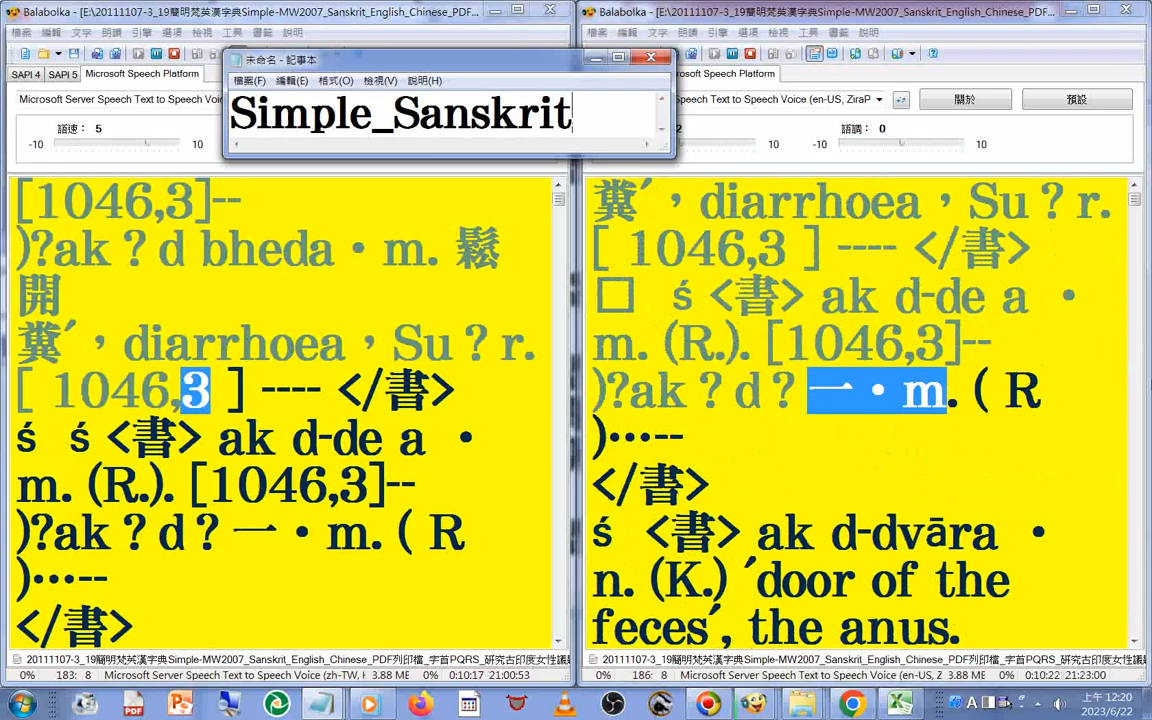 Balabolka - [E:\20111107-3_19簡明梵英漢字典Simple-MW2007_Sanskrit_English_Chinese_PDF...
檔案 編輯 文字 朗讀 引擎 選項 檢視 工具 書籤 說明
SAPI 4 SAPI 5 Microsoft Speech Platform
Microsoft Server Speech Text to Speech Voi
語速： 5
-10 10
[1046,3]--
)?ak？d bheda‧m. 鬆
開
糞ˊ，diarrhoea，Su？r.
[ 1046,3 ] ---- </書>
ś ś <書> ak d-de a ‧
m. (R.). [1046,3]--
)?ak？d？一‧m. ( R
)…--
</書>
20111107-3_19簡明梵英漢字典Simple-MW2007_Sanskrit_English_Chinese_PDF列印檔_字首PQRS_研究古印度女性議
0% 183: 8 Microsoft Server Speech Text to Speech Voice (zh-TW, 3.88 MB 0% 0:10:17 21:00:53
未命名 - 記事本
檔案(F) 編輯(E) 格式(O) 檢視(V) 說明(H)
Simple_Sanskrit
Balabolka - [E:\20111107-3_19簡明梵英漢字典Simple-MW2007_Sanskrit_English_Chinese_PDF...
檔案 編輯 文字 朗讀 引擎 選項 檢視 工具 書籤 說明
soft Speech Platform
eech Text to Speech Voice (en-US, ZiraP 關於 預設
2 語調： 0
10 -10 10
糞ˊ，diarrhoea，Su？r.
[ 1046,3 ] ---- </書>
□ ś <書> ak d-de a ‧
m. (R.). [1046,3]--
)?ak？d？一‧m. ( R
)…--
</書>
ś <書> ak d-dvāra ‧
n. (K.) ˊdoor of the
fecesˊ, the anus.
20111107-3_19簡明梵英漢字典Simple-MW2007_Sanskrit_English_Chinese_PDF列印檔_字首PQRS_研究古印度女性議
0% 186: 8 Microsoft Server Speech Text to Speech Voice (en-US, Z 3.88 MB 0% 0:10:21 21:23:00
上午 12:20
2023/6/22